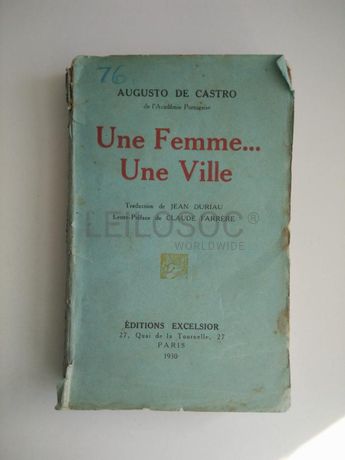 76
AUGUSTO DE CASTRO
de l'Académie Portugaise
Une Femme...
Une Ville
Traduction de JEAN DURIAU
Lettre-Préface de CLAUDE FARRÈRE
LEILOSOC®
WORLDWIDE
ÉDITIONS EXCELSIOR
27, Quai de la Tournelle, 27
PARIS
1930